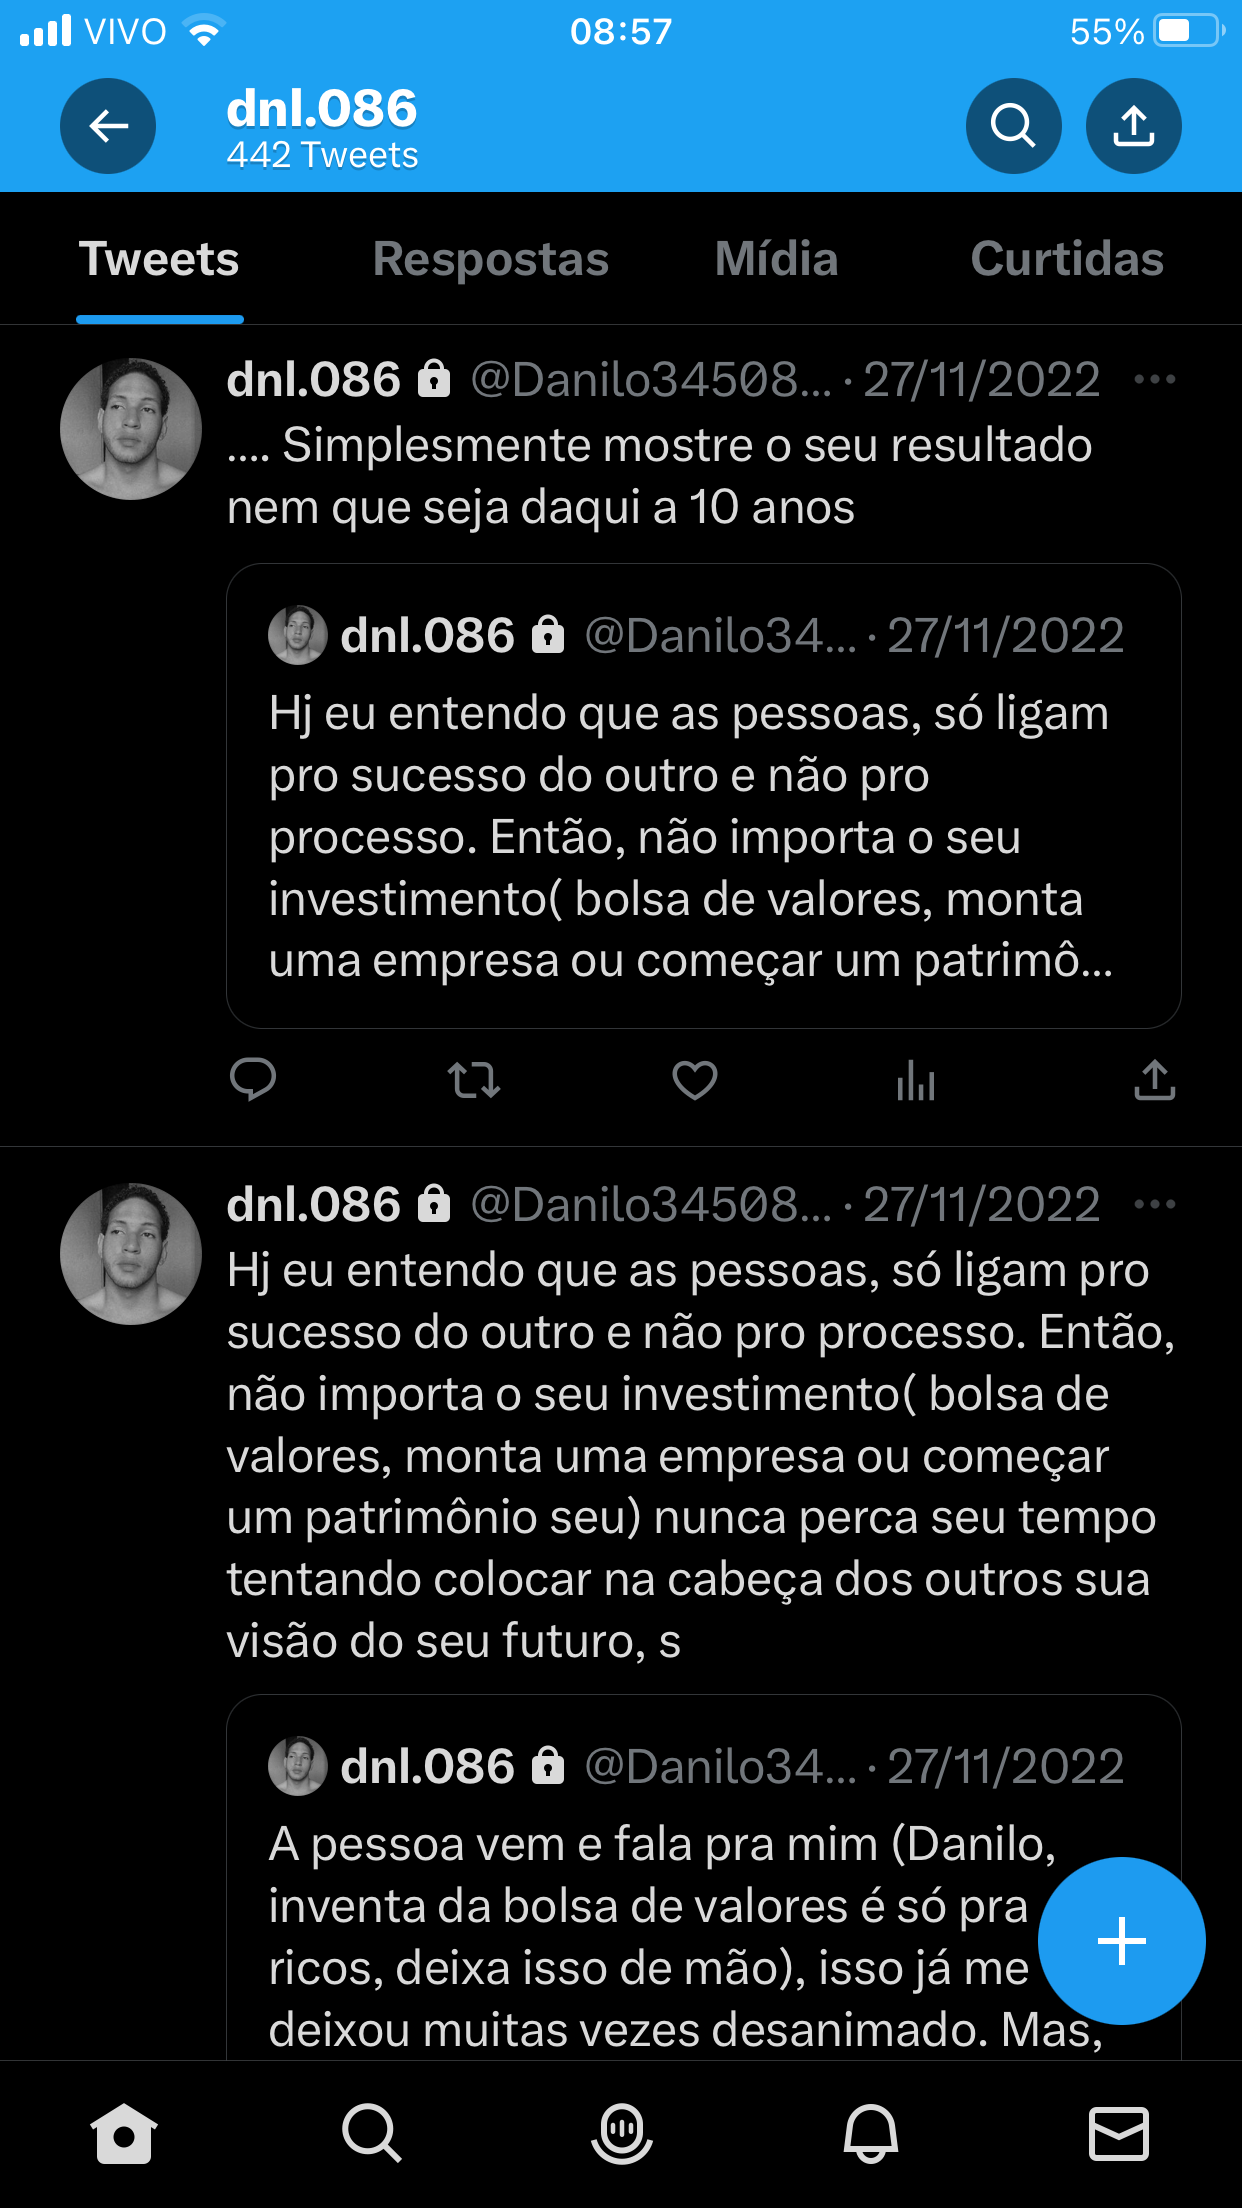 VIVO 08:57 55%
dnl.086
442 Tweets
Tweets Respostas Mídia Curtidas
dnl.086 @Danilo34508... · 27/11/2022
.... Simplesmente mostre o seu resultado
nem que seja daqui a 10 anos
dnl.086 @Danilo34... · 27/11/2022
Hj eu entendo que as pessoas, só ligam
pro sucesso do outro e não pro
processo. Então, não importa o seu
investimento( bolsa de valores, monta
uma empresa ou começar um patrimô...
dnl.086 @Danilo34508... · 27/11/2022
Hj eu entendo que as pessoas, só ligam pro
sucesso do outro e não pro processo. Então,
não importa o seu investimento( bolsa de
valores, monta uma empresa ou começar
um patrimônio seu) nunca perca seu tempo
tentando colocar na cabeça dos outros sua
visão do seu futuro, s
dnl.086 @Danilo34... · 27/11/2022
A pessoa vem e fala pra mim (Danilo,
inventa da bolsa de valores é só pra
ricos, deixa isso de mão), isso já me
deixou muitas vezes desanimado. Mas,